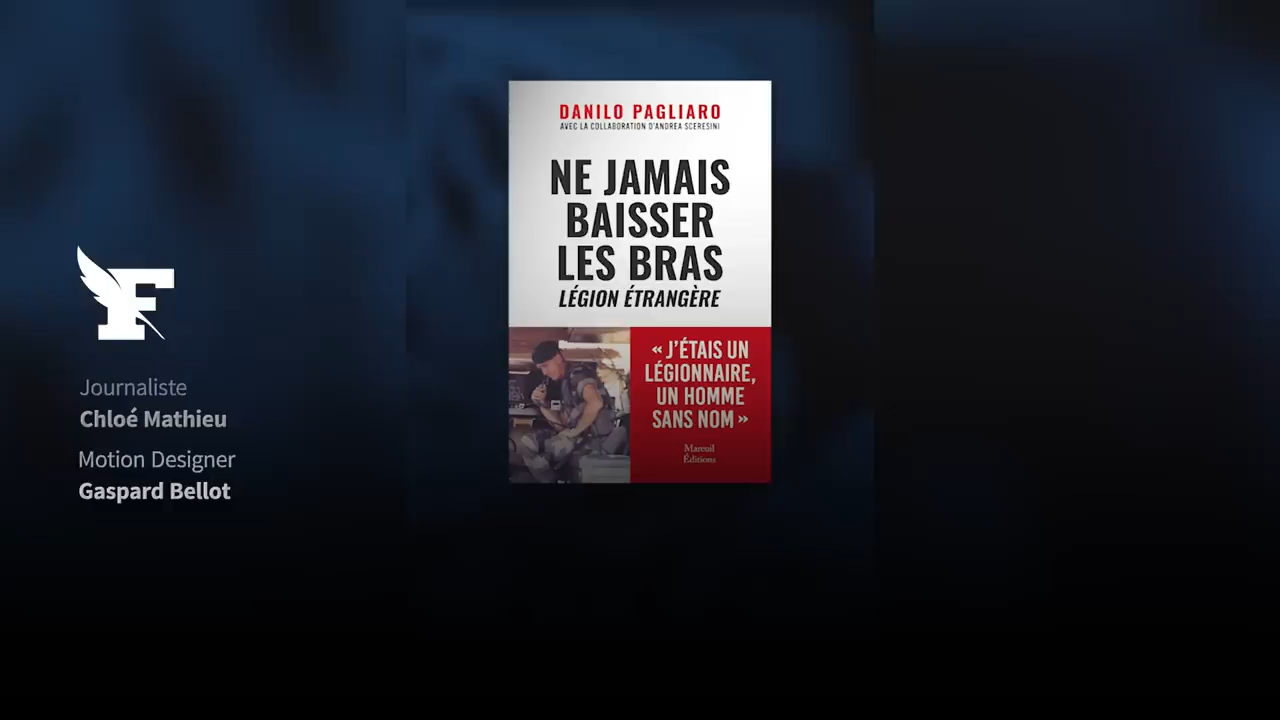 F
Journaliste
Chloé Mathieu
Motion Designer
Gaspard Bellot
DANILO PAGLIARO
AVEC LA COLLABORATION D'ANDREA SCERESINI
NE JAMAIS
BAISSER
LES BRAS
LÉGION ÉTRANGÈRE
« J'ÉTAIS UN
LÉGIONNAIRE,
UN HOMME
SANS NOM »
Mareuil
Éditions